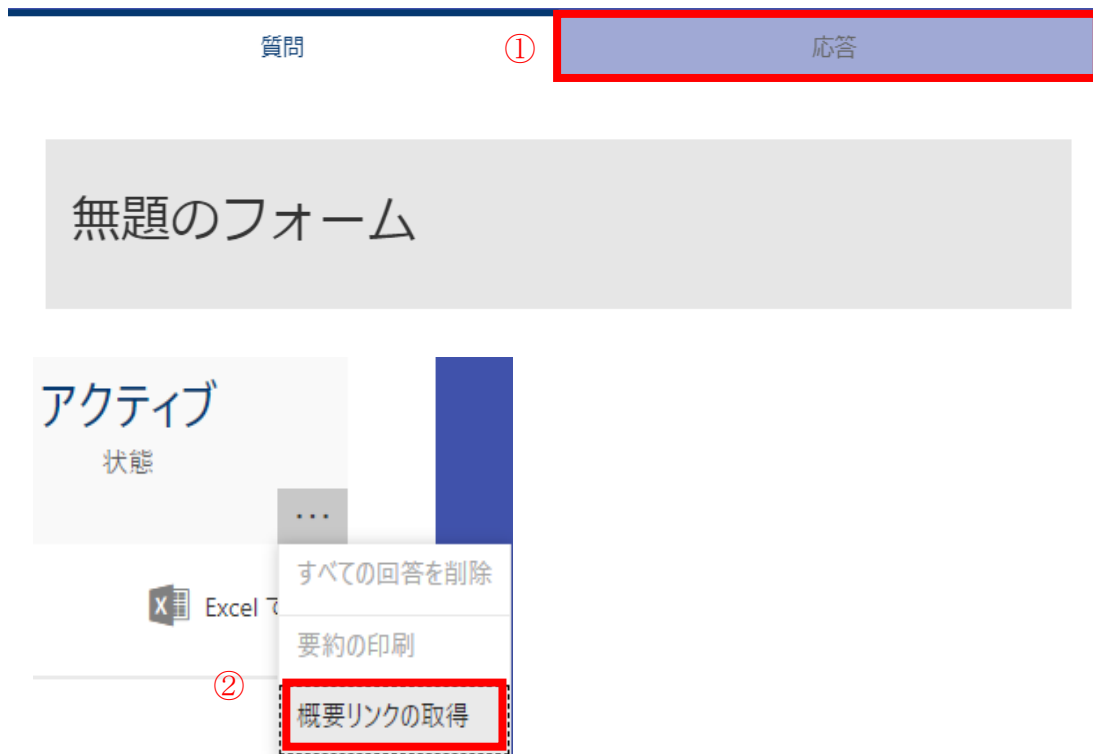 質問 ① 応答
無題のフォーム
アクティブ
状態
...
すべての回答を削除
Excel で
要約の印刷
②
概要リンクの取得